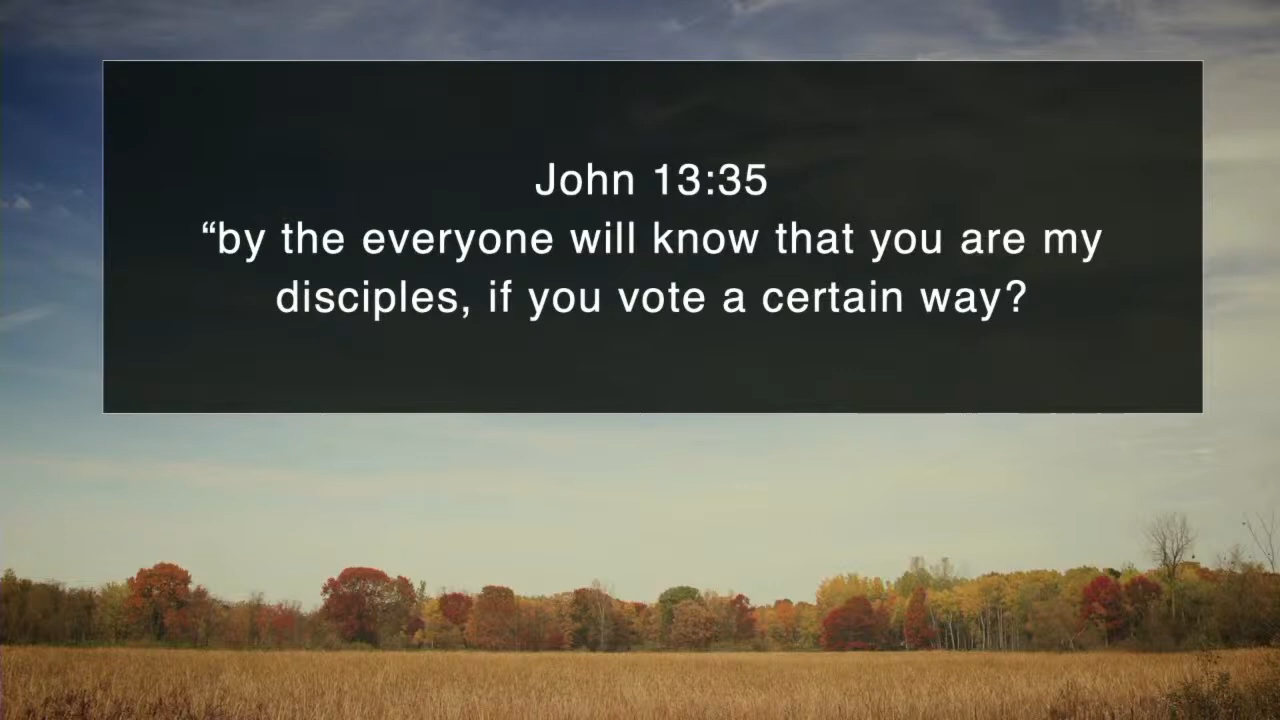 John 13:35
“by the everyone will know that you are my
disciples, if you vote a certain way?